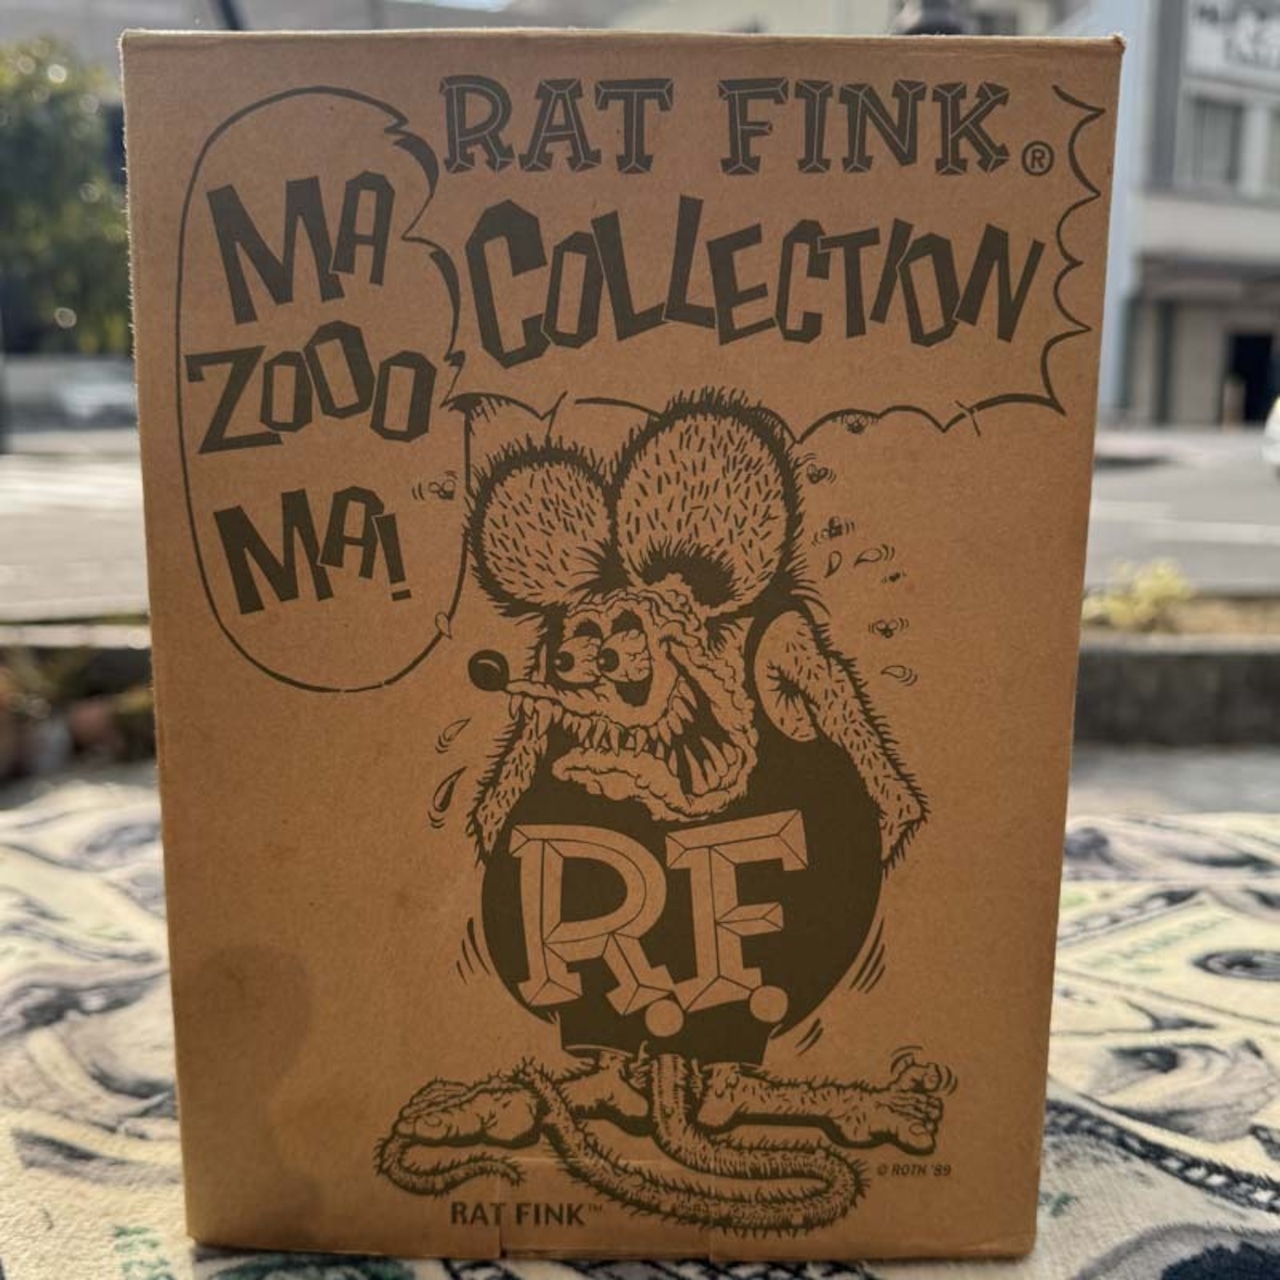 RAT FINK®
COLLECTION
MA
ZOOO
MA!
R.F.
© ROTH '89
RAT FINK™